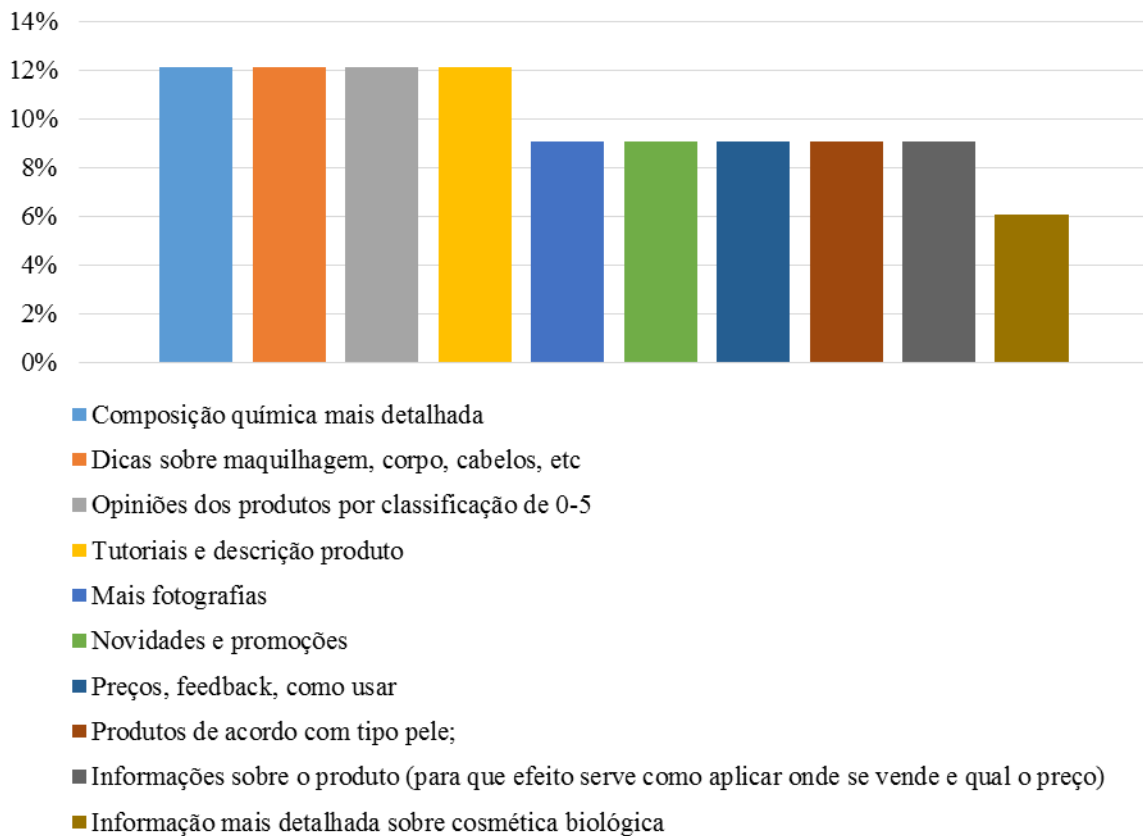 14%
12%
10%
8%
6%
4%
2%
0%
Composição química mais detalhada
Dicas sobre maquilhagem, corpo, cabelos, etc
Opiniões dos produtos por classificação de 0-5
Tutoriais e descrição produto
Mais fotografias
Novidades e promoções
Preços, feedback, como usar
Produtos de acordo com tipo pele;
Informações sobre o produto (para que efeito serve como aplicar onde se vende e qual o preço)
Informação mais detalhada sobre cosmética biológica